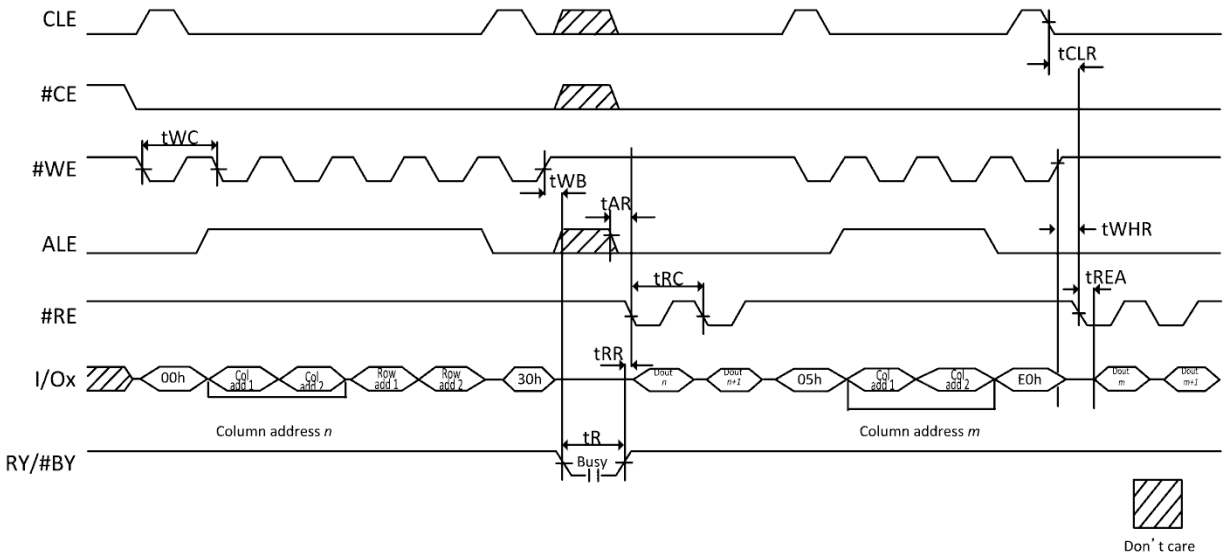 CLE
tCLR
#CE
tWC
#WE
tWB
tAR
ALE
tWHR
tRC
tREA
#RE
tRR
I/Ox
00h
Col
add 1
Col
add 2
Row
add 1
Row
add 2
30h
Dout
n
Dout
n+1
05h
Col
add 1
Col
add 2
E0h
Dout
m
Dout
m+1
Column address n
Column address m
tR
RY/#BY
Busy
Don't care